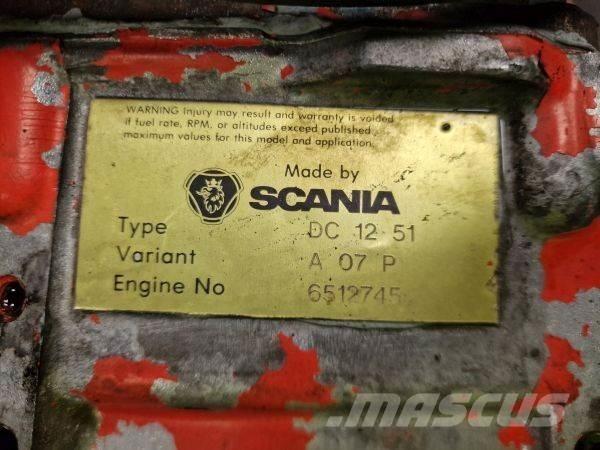 WARNING Injury may result and warranty is voided
if fuel rate, RPM, or altitudes exceed published
maximum values for this model and application.
Made by
SCANIA
Type DC 12 51
Variant A 07 P
Engine No 6512745
MASCUS